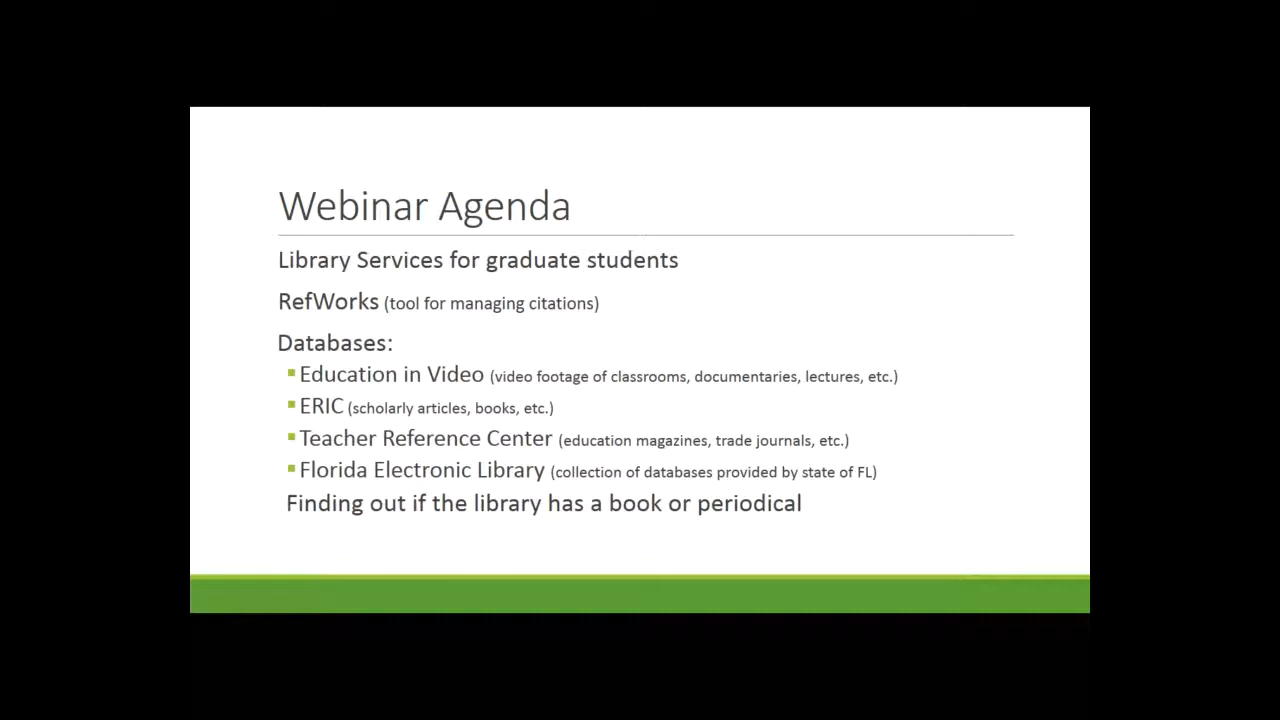 Webinar Agenda
Library Services for graduate students
RefWorks (tool for managing citations)
Databases:
Education in Video (video footage of classrooms, documentaries, lectures, etc.)
ERIC (scholarly articles, books, etc.)
Teacher Reference Center (education magazines, trade journals, etc.)
Florida Electronic Library (collection of databases provided by state of FL)
Finding out if the library has a book or periodical